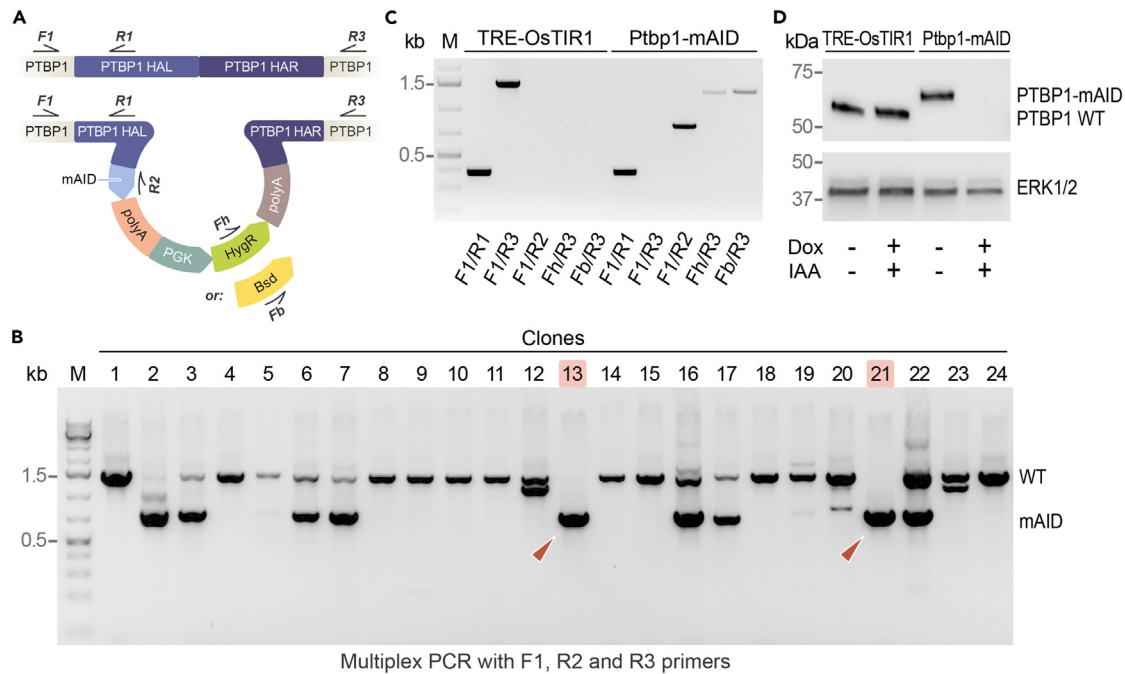 A
F1 R1 R3
PTBP1 PTBP1 HAL PTBP1 HAR PTBP1
F1 R1 R3
PTBP1 PTBP1 HAL PTBP1 HAR PTBP1
mAID R2
polyA PGK Fh HygR polyA
or: Bsd
Fb
C
kb M TRE-OsTIR1 Ptbp1-mAID
1.5
0.5
F1/R1 F1/R3 F1/R2 Fh/R3 Fb/R3 F1/R1 F1/R3 F1/R2 Fh/R3 Fb/R3
D
kDa TRE-OsTIR1 Ptbp1-mAID
75
PTBP1-mAID
PTBP1 WT
50
50
ERK1/2
37
Dox - + - +
IAA - + - +
B
Clones
kb M 1 2 3 4 5 6 7 8 9 10 11 12 13 14 15 16 17 18 19 20 21 22 23 24
1.5 WT
mAID
0.5
Multiplex PCR with F1, R2 and R3 primers